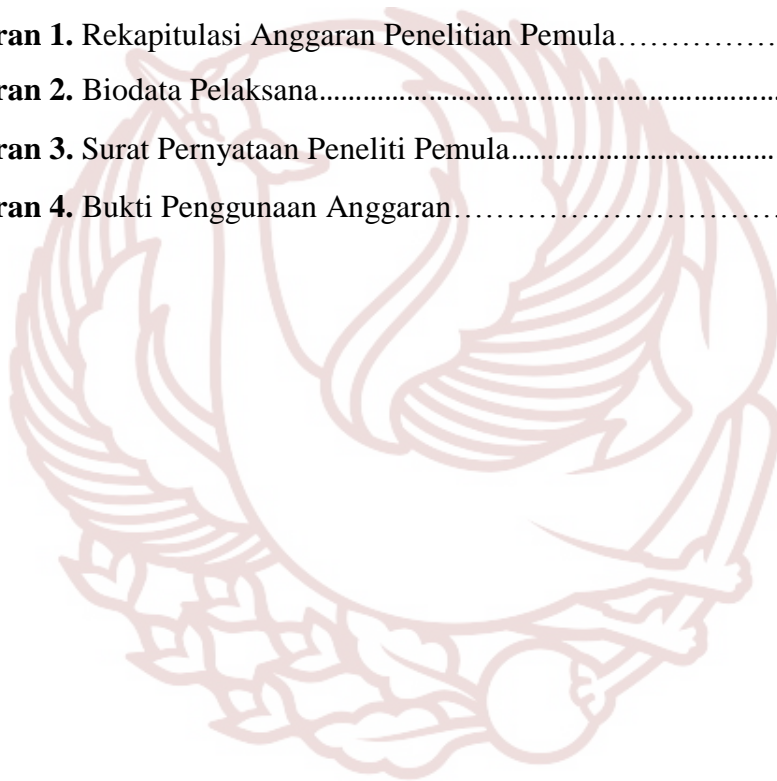 ran 1. Rekapitulasi Anggaran Penelitian Pemula……………….
ran 2. Biodata Pelaksana................................................................
ran 3. Surat Pernyataan Peneliti Pemula.....................................
ran 4. Bukti Penggunaan Anggaran…………………………….